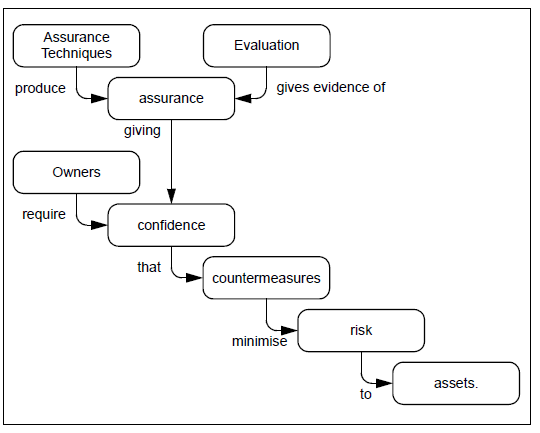 Assurance
Techniques
Evaluation
produce
gives evidence of
assurance
giving
Owners
require
confidence
that
countermeasures
minimise
risk
to
assets.